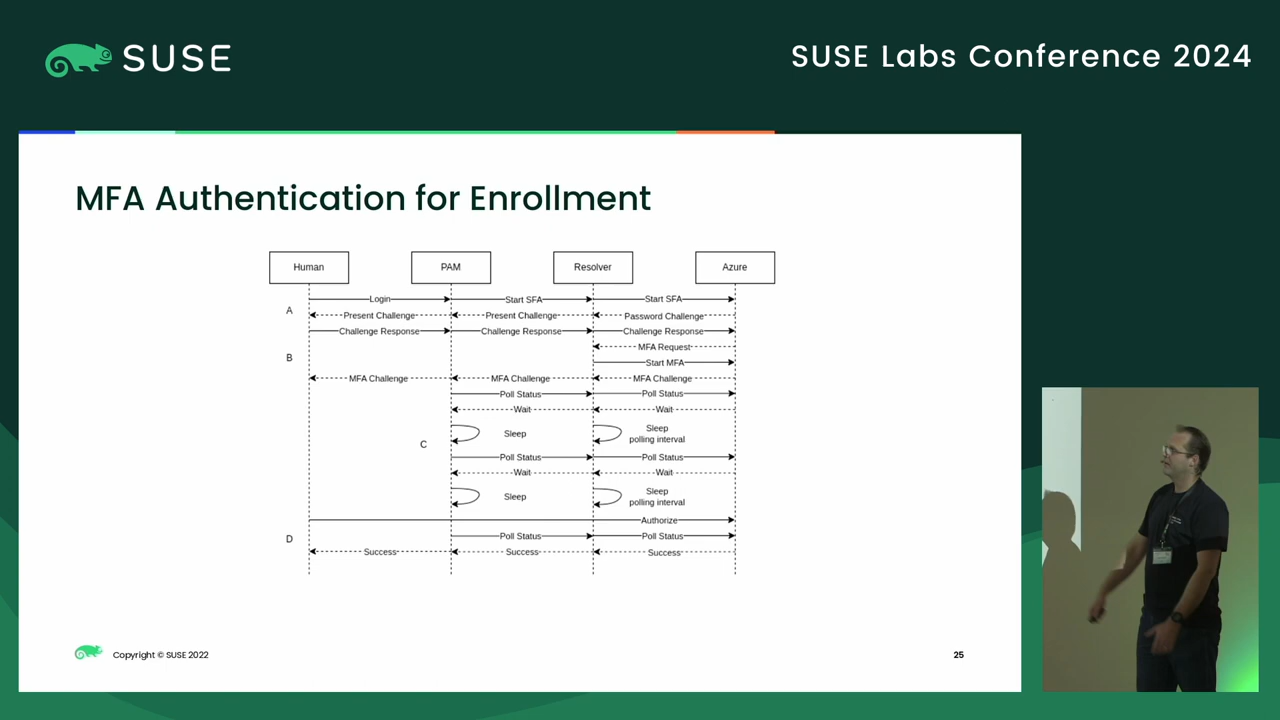 SUSE
SUSE Labs Conference 2024
MFA Authentication for Enrollment
Human PAM Resolver Azure
Login Start SFA Start SFA
A
Present Challenge Present Challenge Password Challenge
Challenge Response Challenge Response Challenge Response
MFA Request
B
Start MFA
MFA Challenge MFA Challenge MFA Challenge
Poll Status Poll Status
Wait Wait
Sleep Sleep
polling interval
C
Poll Status Poll Status
Wait Wait
Sleep Sleep
polling interval
Authorize
D
Poll Status Poll Status
Success Success Success
Copyright © SUSE 2022
25